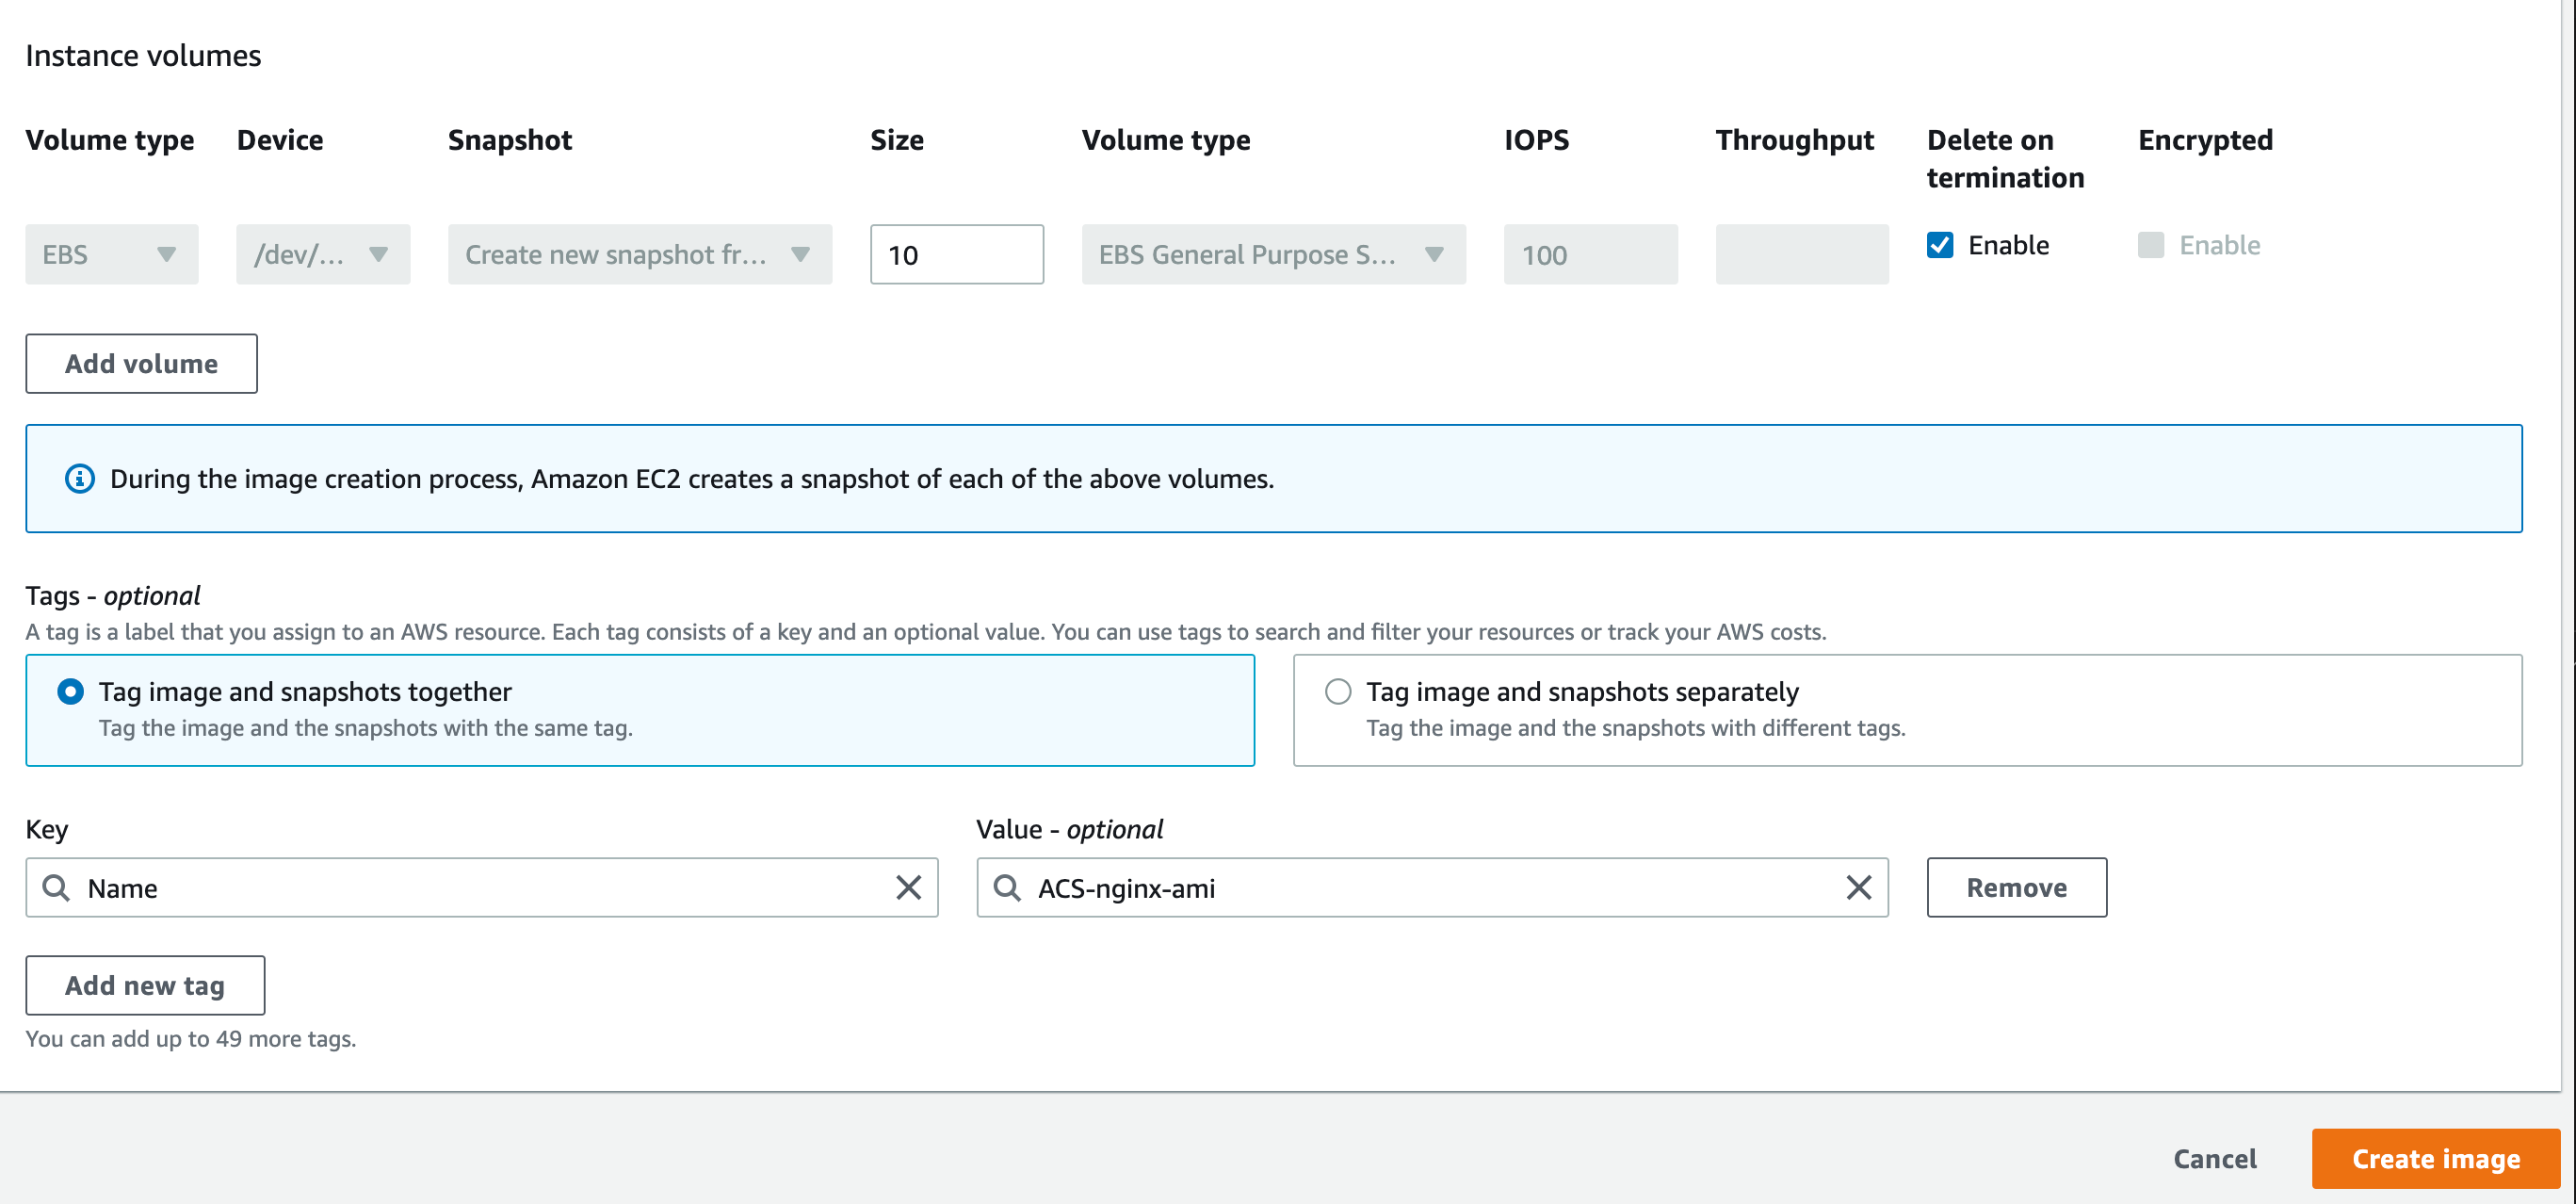 Instance volumes
Volume type Device Snapshot Size Volume type IOPS Throughput Delete on termination Encrypted
EBS /dev/... Create new snapshot fr... 10 EBS General Purpose S... 100 Enable Enable
Add volume
During the image creation process, Amazon EC2 creates a snapshot of each of the above volumes.
Tags - optional
A tag is a label that you assign to an AWS resource. Each tag consists of a key and an optional value. You can use tags to search and filter your resources or track your AWS costs.
Tag image and snapshots together
Tag the image and the snapshots with the same tag.
Tag image and snapshots separately
Tag the image and the snapshots with different tags.
Key Value - optional
Name ACS-nginx-ami Remove
Add new tag
You can add up to 49 more tags.
Cancel Create image